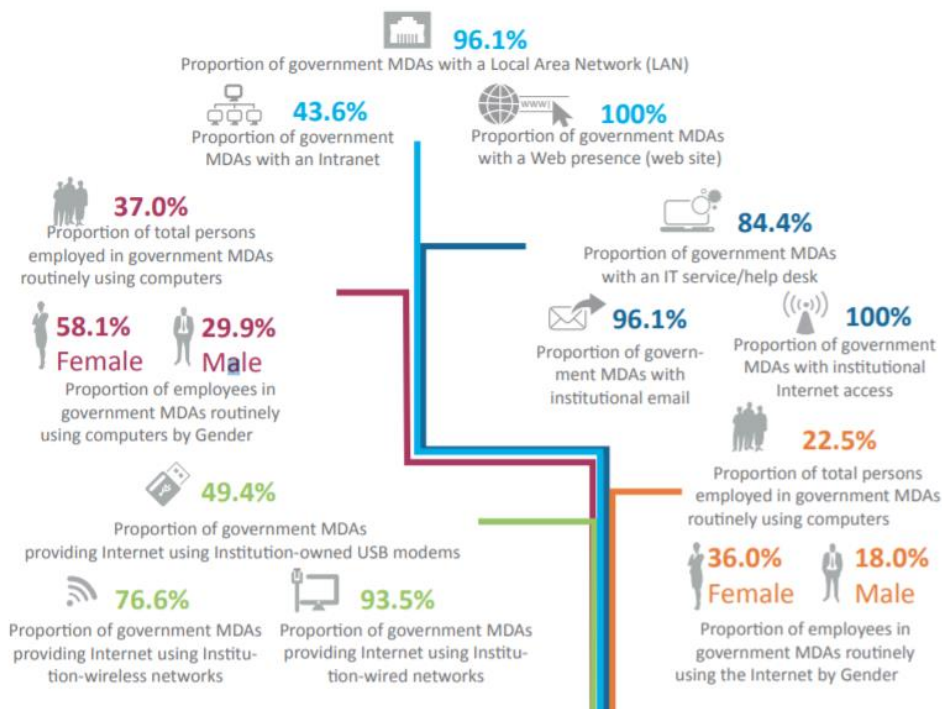 96.1%
Proportion of government MDAs with a Local Area Network (LAN)
43.6%
Proportion of government
MDAs with an Intranet
www
100%
Proportion of government MDAs
with a Web presence (web site)
37.0%
Proportion of total persons
employed in government MDAs
routinely using computers
58.1%
Female
29.9%
Male
Proportion of employees in
government MDAs routinely
using computers by Gender
84.4%
Proportion of government MDAs
with an IT service/help desk
96.1%
Proportion of govern-
ment MDAs with
institutional email
100%
Proportion of government
MDAs with institutional
Internet access
22.5%
Proportion of total persons
employed in government MDAs
routinely using computers
36.0%
Female
18.0%
Male
Proportion of employees in
government MDAs routinely
using the Internet by Gender
49.4%
Proportion of government MDAs
providing Internet using Institution-owned USB modems
76.6%
Proportion of government MDAs
providing Internet using Institu-
tion-wireless networks
93.5%
Proportion of government MDAs
providing Internet using Institu-
tion-wired networks